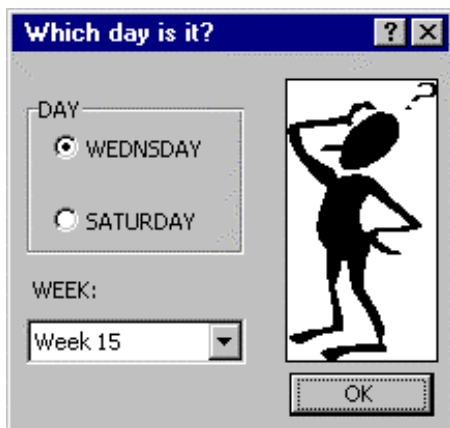 Which day is it?
DAY
WEDNSDAY
SATURDAY
WEEK:
Week 15
?
OK